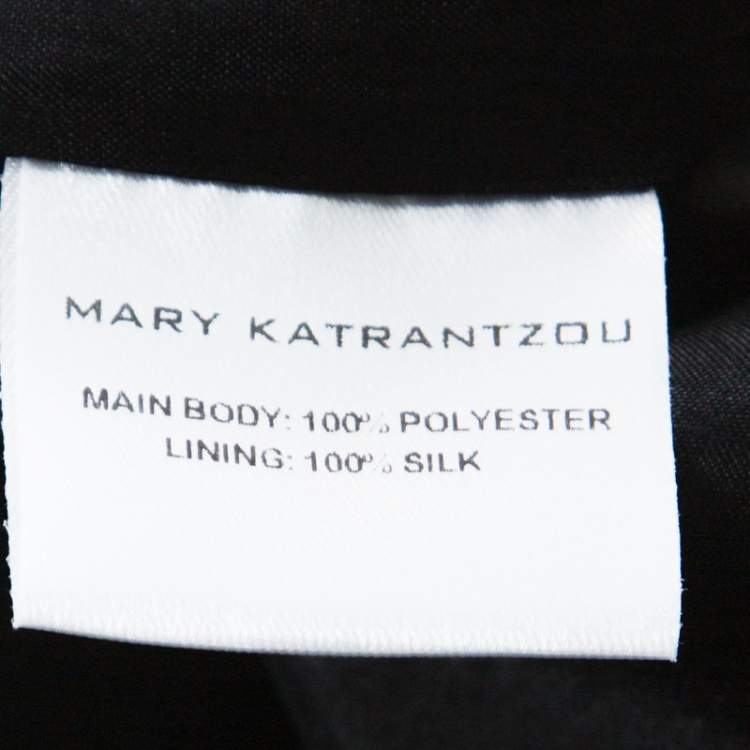 MARY KATRANTZOU
MAIN BODY: 100% POLYESTER
LINING: 100% SILK